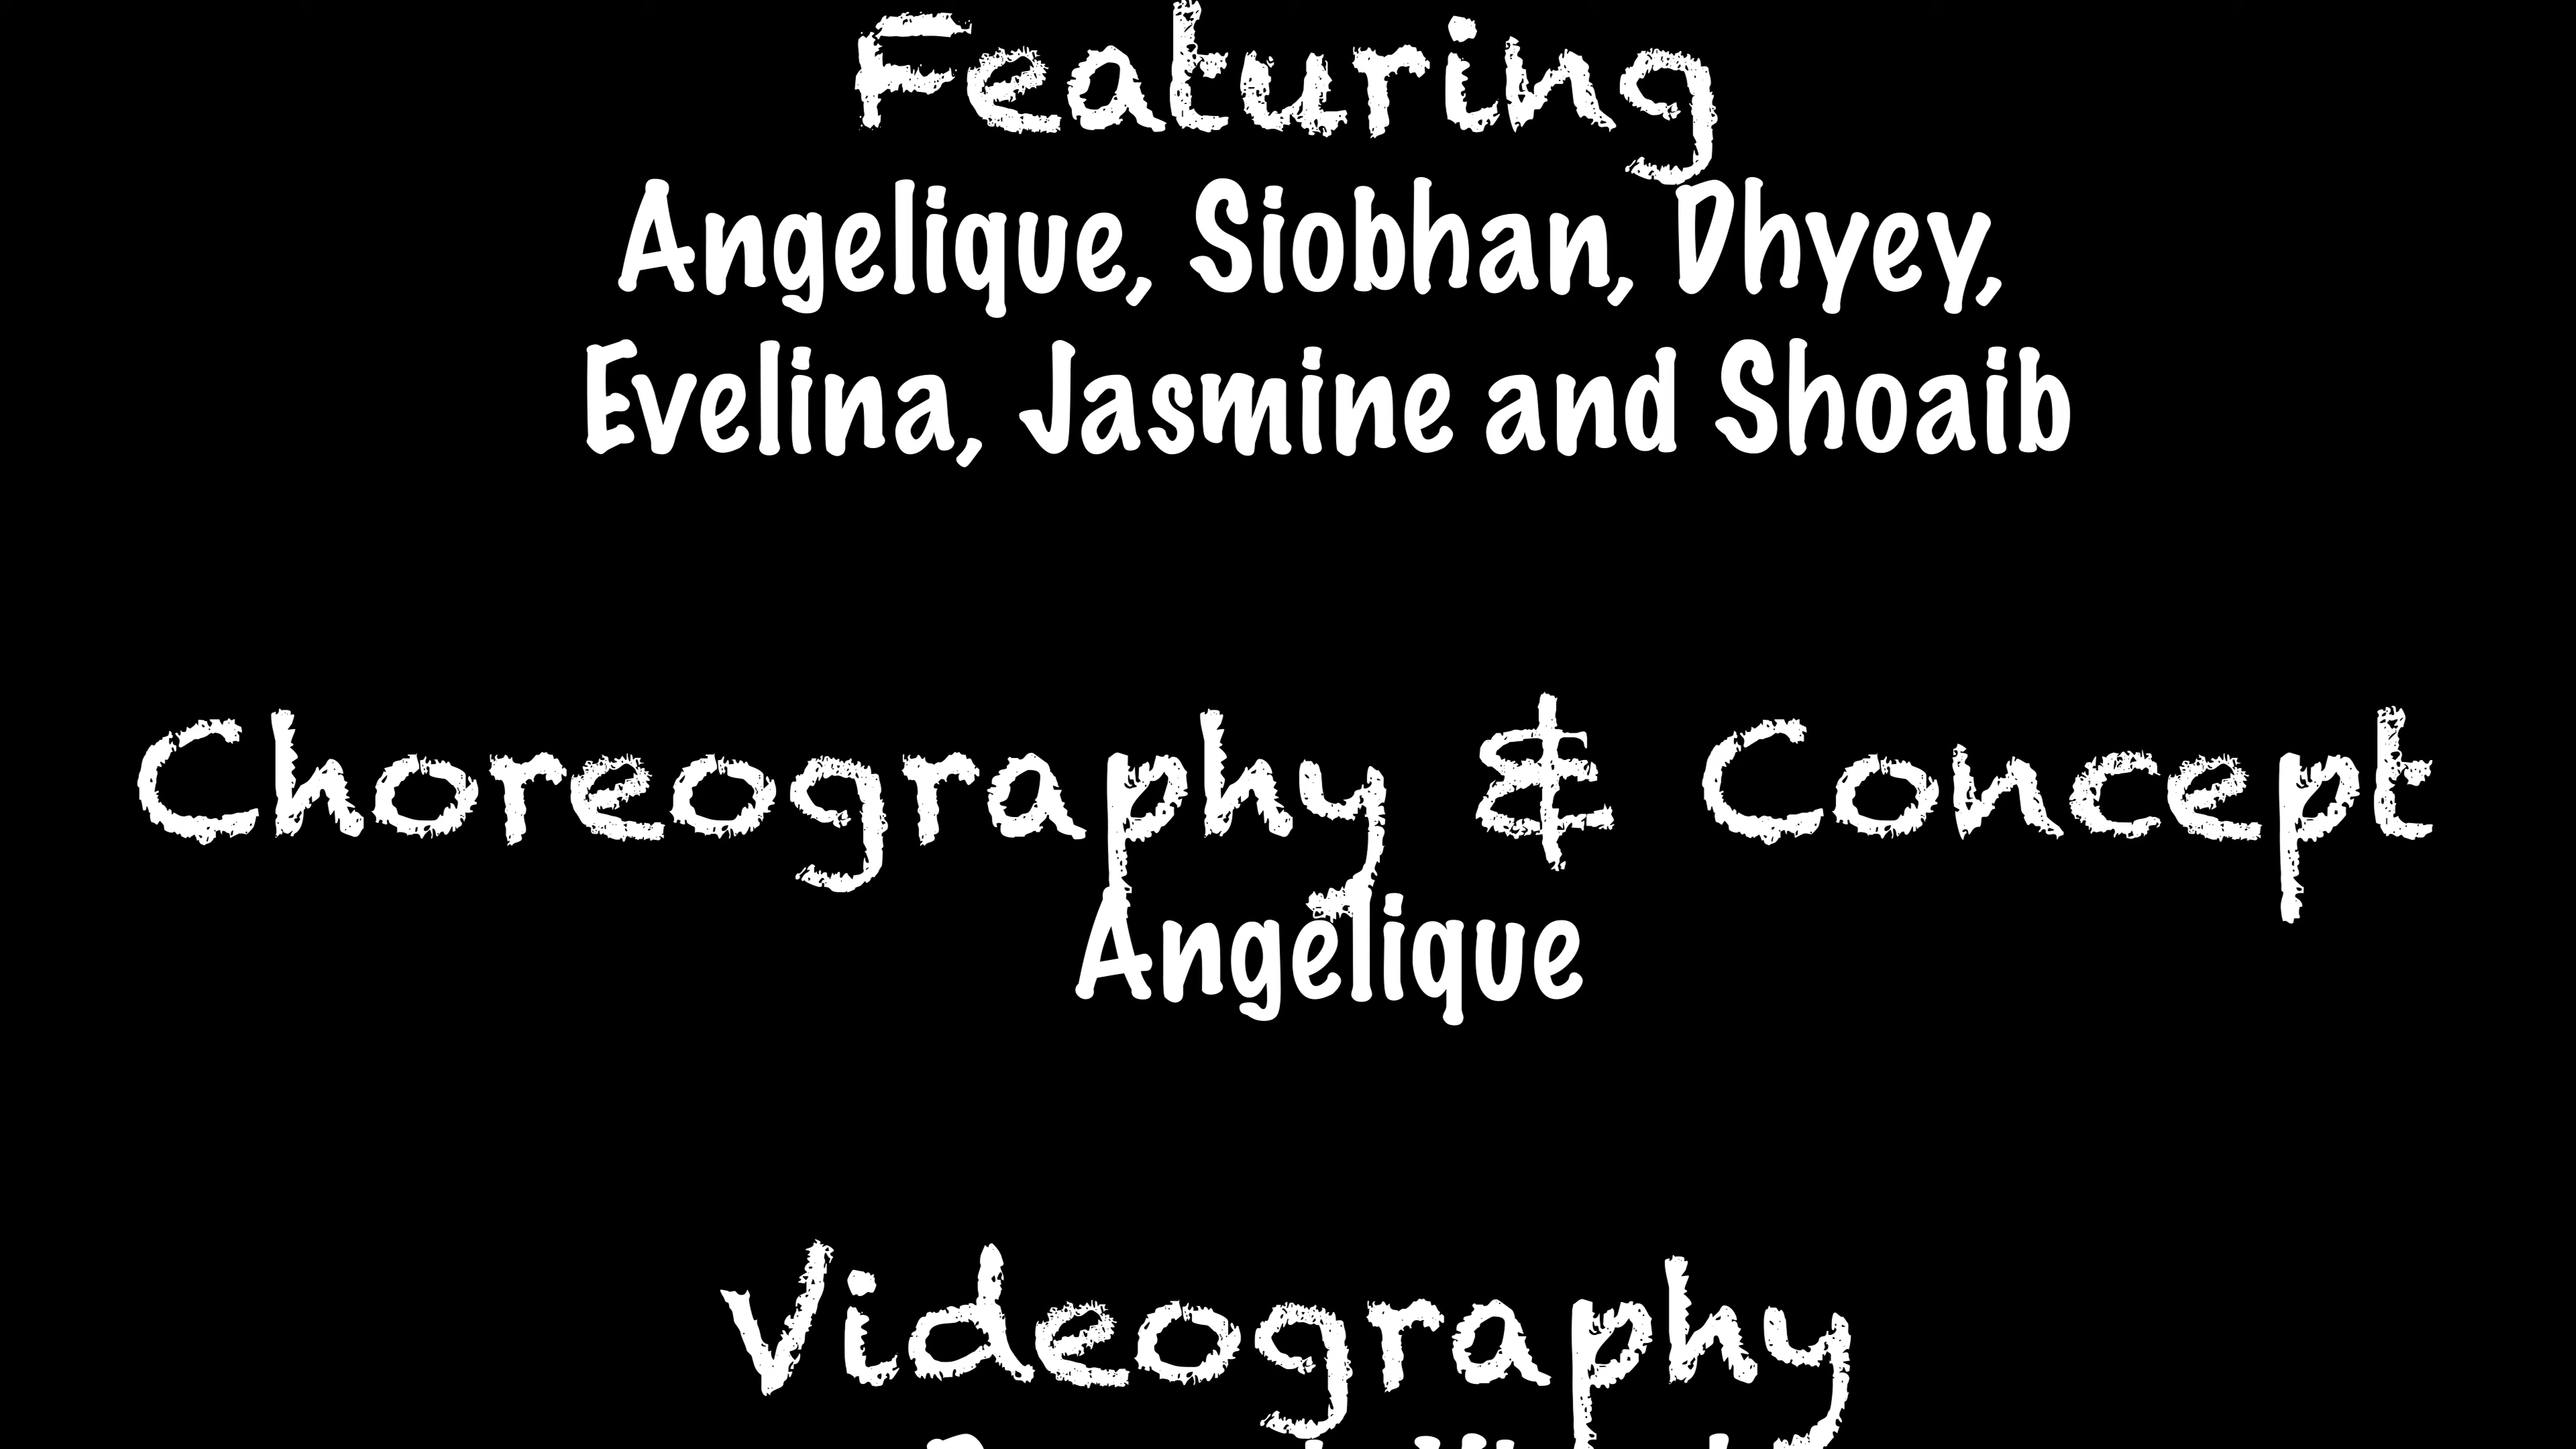 Featuring
Angelique, Siobhan, Dhyey,
Evelina, Jasmine and Shoaib
Choreography & Concept
Angelique
Videography